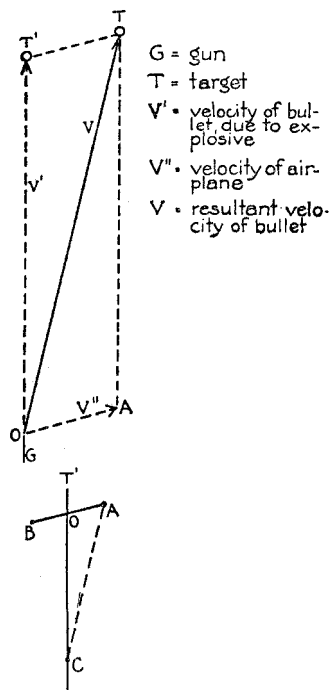 T'
T
V
V'
V"
O
A
G
G = gun
T = target
V' = velocity of bul-
let, due to ex-
plosive
V" = velocity of air-
plane
V = resultant velo-
city of bullet
T'
B
O
A
C